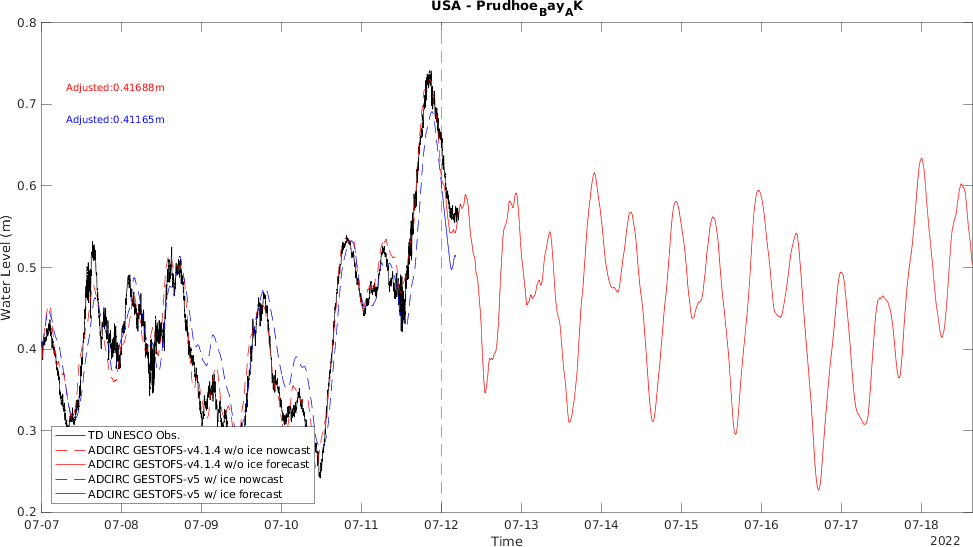 USA - Prudhoe_Bay_AK
0.8
0.7
0.6
0.5
0.4
0.3
0.2
Water Level (m)
Adjusted:0.41688m
Adjusted:0.41165m
TD UNESCO Obs.
ADCIRC GESTOFS-v4.1.4 w/o ice nowcast
ADCIRC GESTOFS-v4.1.4 w/o ice forecast
ADCIRC GESTOFS-v5 w/ ice nowcast
ADCIRC GESTOFS-v5 w/ ice forecast
07-07 07-08 07-09 07-10 07-11 07-12 07-13 07-14 07-15 07-16 07-17 07-18
Time
2022